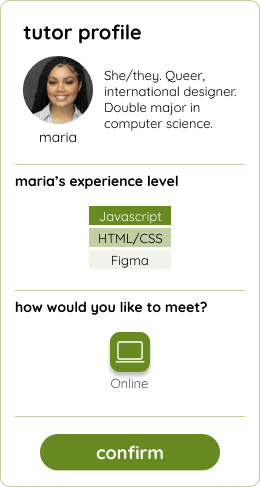 tutor profile
She/they. Queer,
international designer.
Double major in
computer science.
maria
maria's experience level
Javascript
HTML/CSS
Figma
how would you like to meet?
Online
confirm